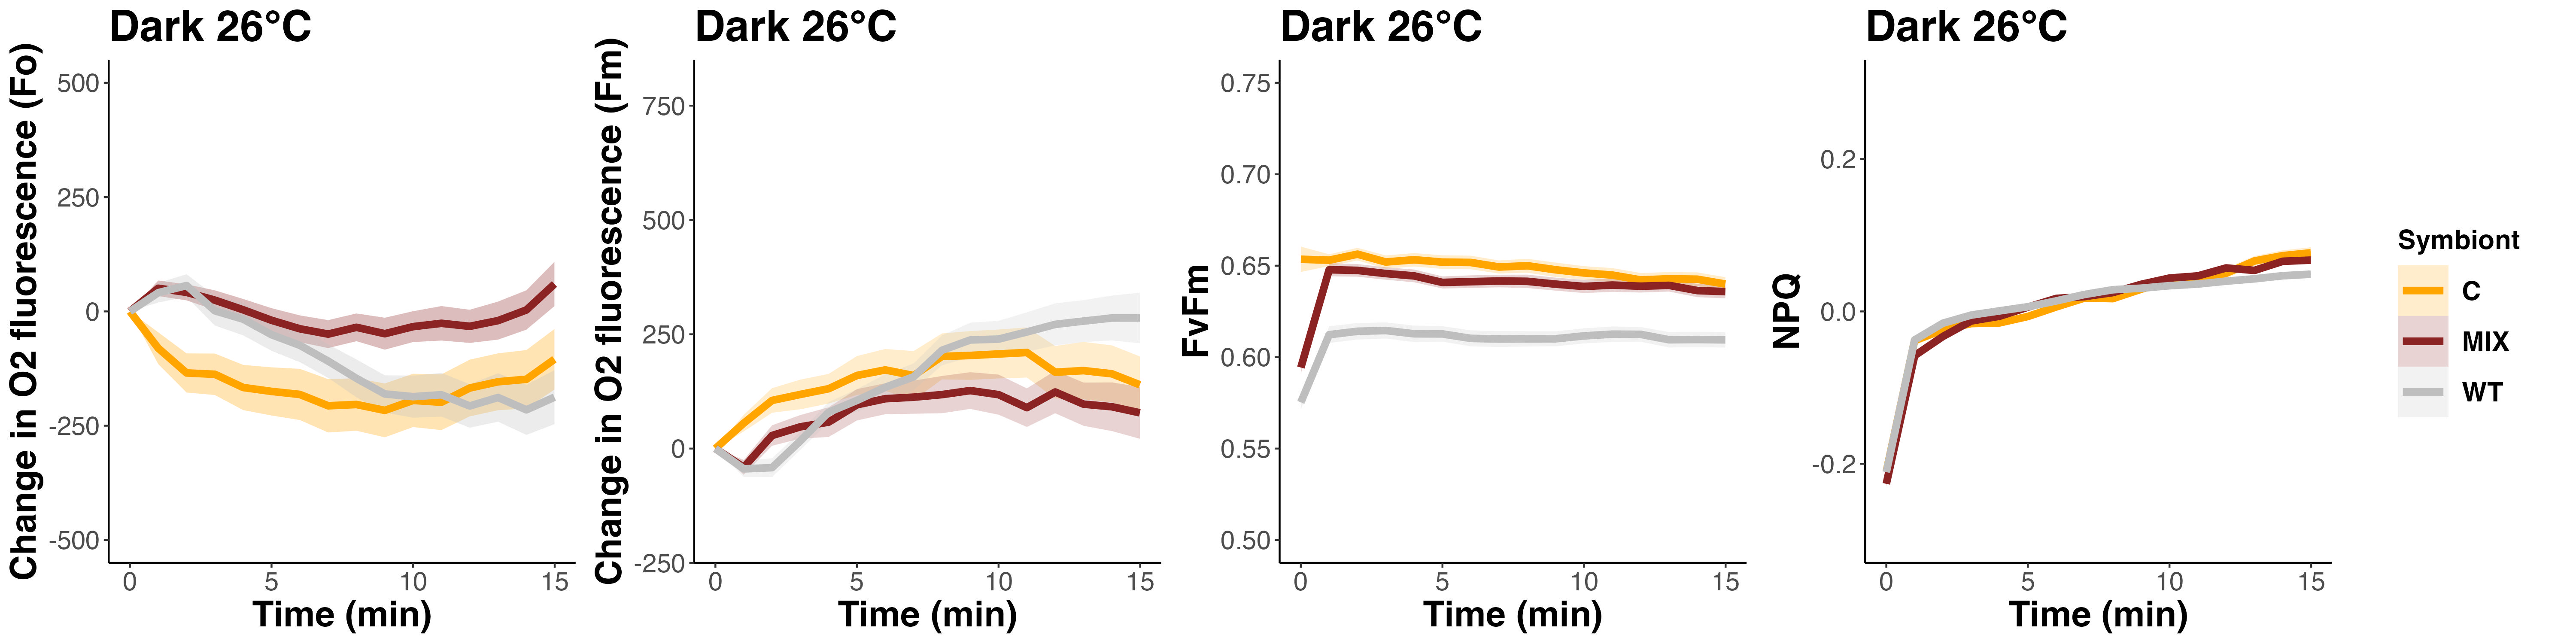 Dark 26°C
Change in O2 fluorescence (Fo)
500
250
0
-250
-500
0 5 10 15
Time (min)
Dark 26°C
Change in O2 fluorescence (Fm)
750
500
250
0
-250
0 5 10 15
Time (min)
Dark 26°C
FvFm
0.75
0.70
0.65
0.60
0.55
0.50
0 5 10 15
Time (min)
Dark 26°C
NPQ
0.2
0.0
-0.2
0 5 10 15
Time (min)
Symbiont
C
MIX
WT